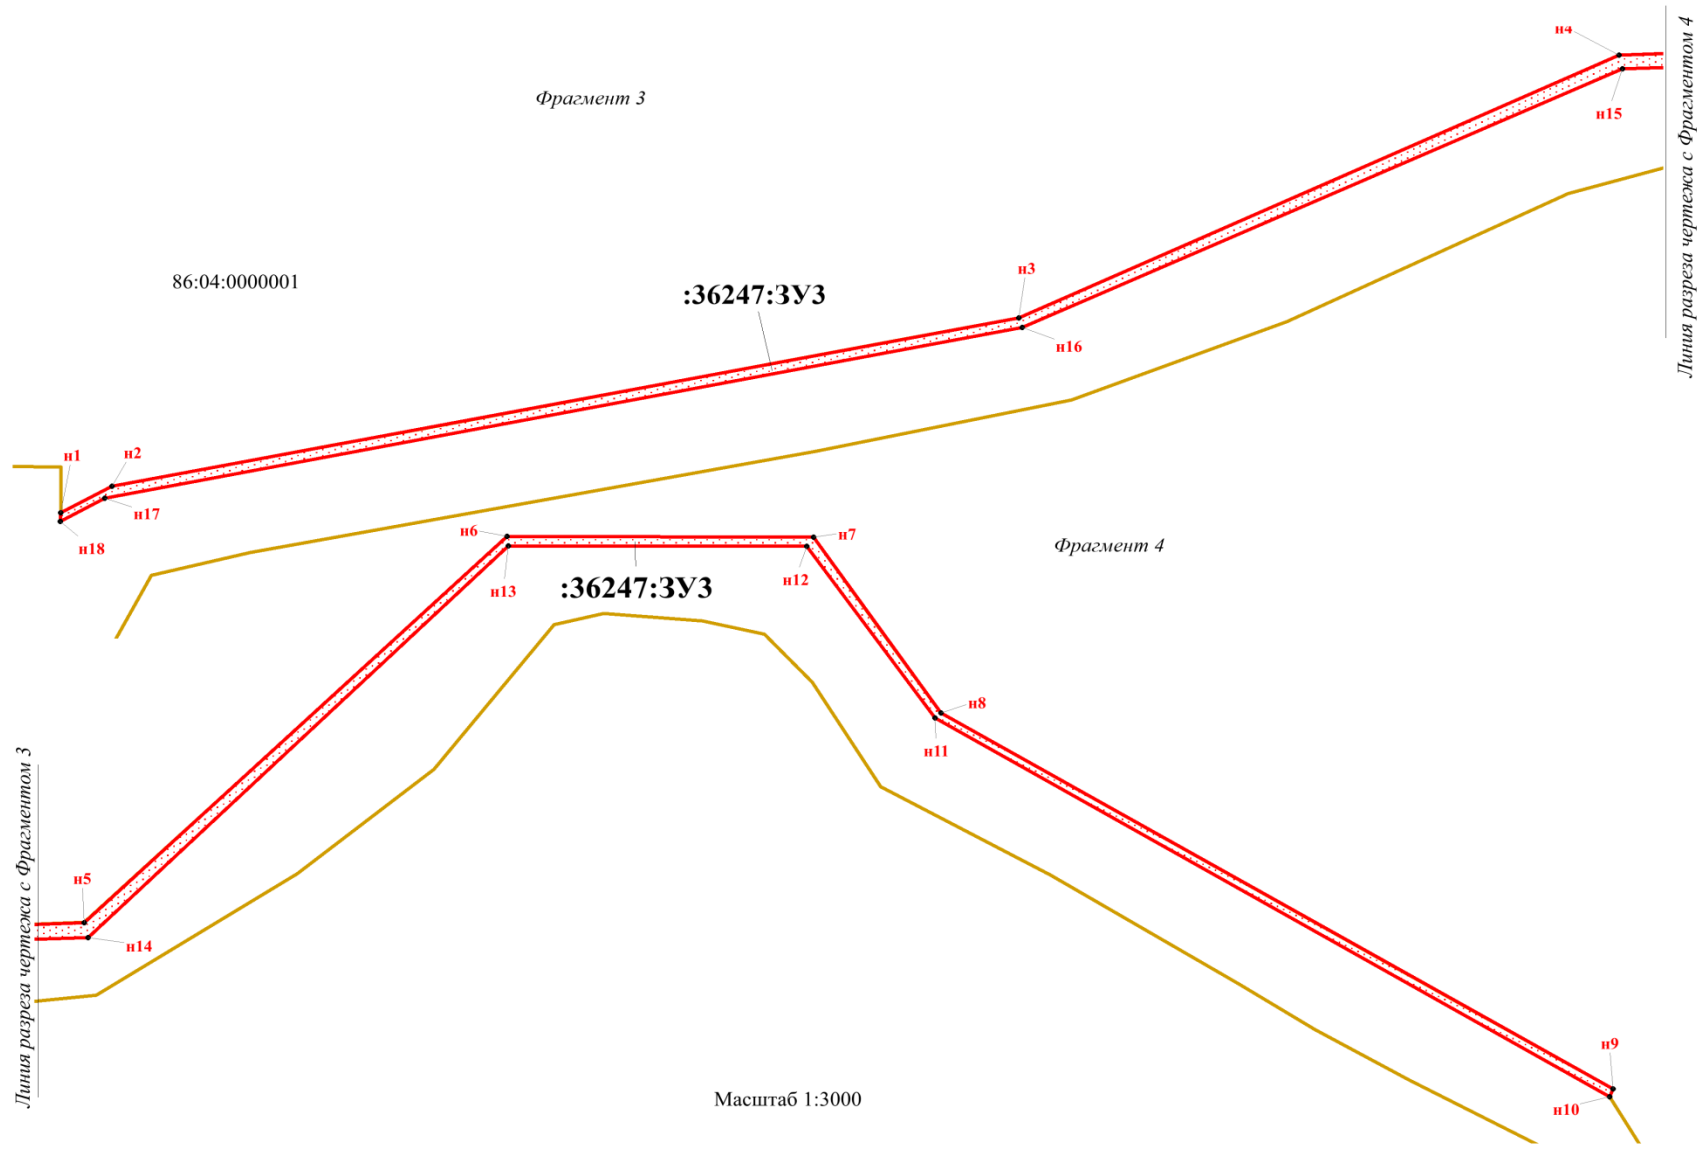 н4
Фрагмент 3
н15
Линия разреза чертежа с Фрагментом 4
86:04:0000001
:36247:ЗУ3
н3
н16
н1
н2
н17
н18
н6
н7
Фрагмент 4
н13
:36247:ЗУ3
н12
н8
н11
Линия разреза чертежа с Фрагментом 3
н5
н14
н9
н10
Масштаб 1:3000